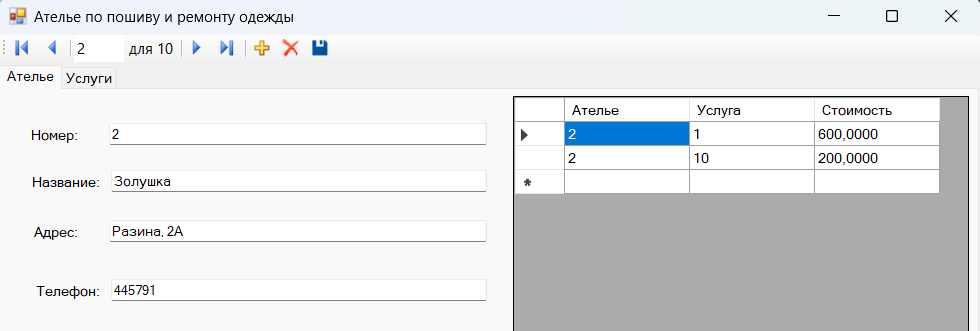 Ателье по пошиву и ремонту одежды
2 для 10
Ателье Услуги
Номер: 2
Название: Золушка
Адрес: Разина, 2А
Телефон: 445791
Ателье Услуга Стоимость
2 1 600,0000
2 10 200,0000
*